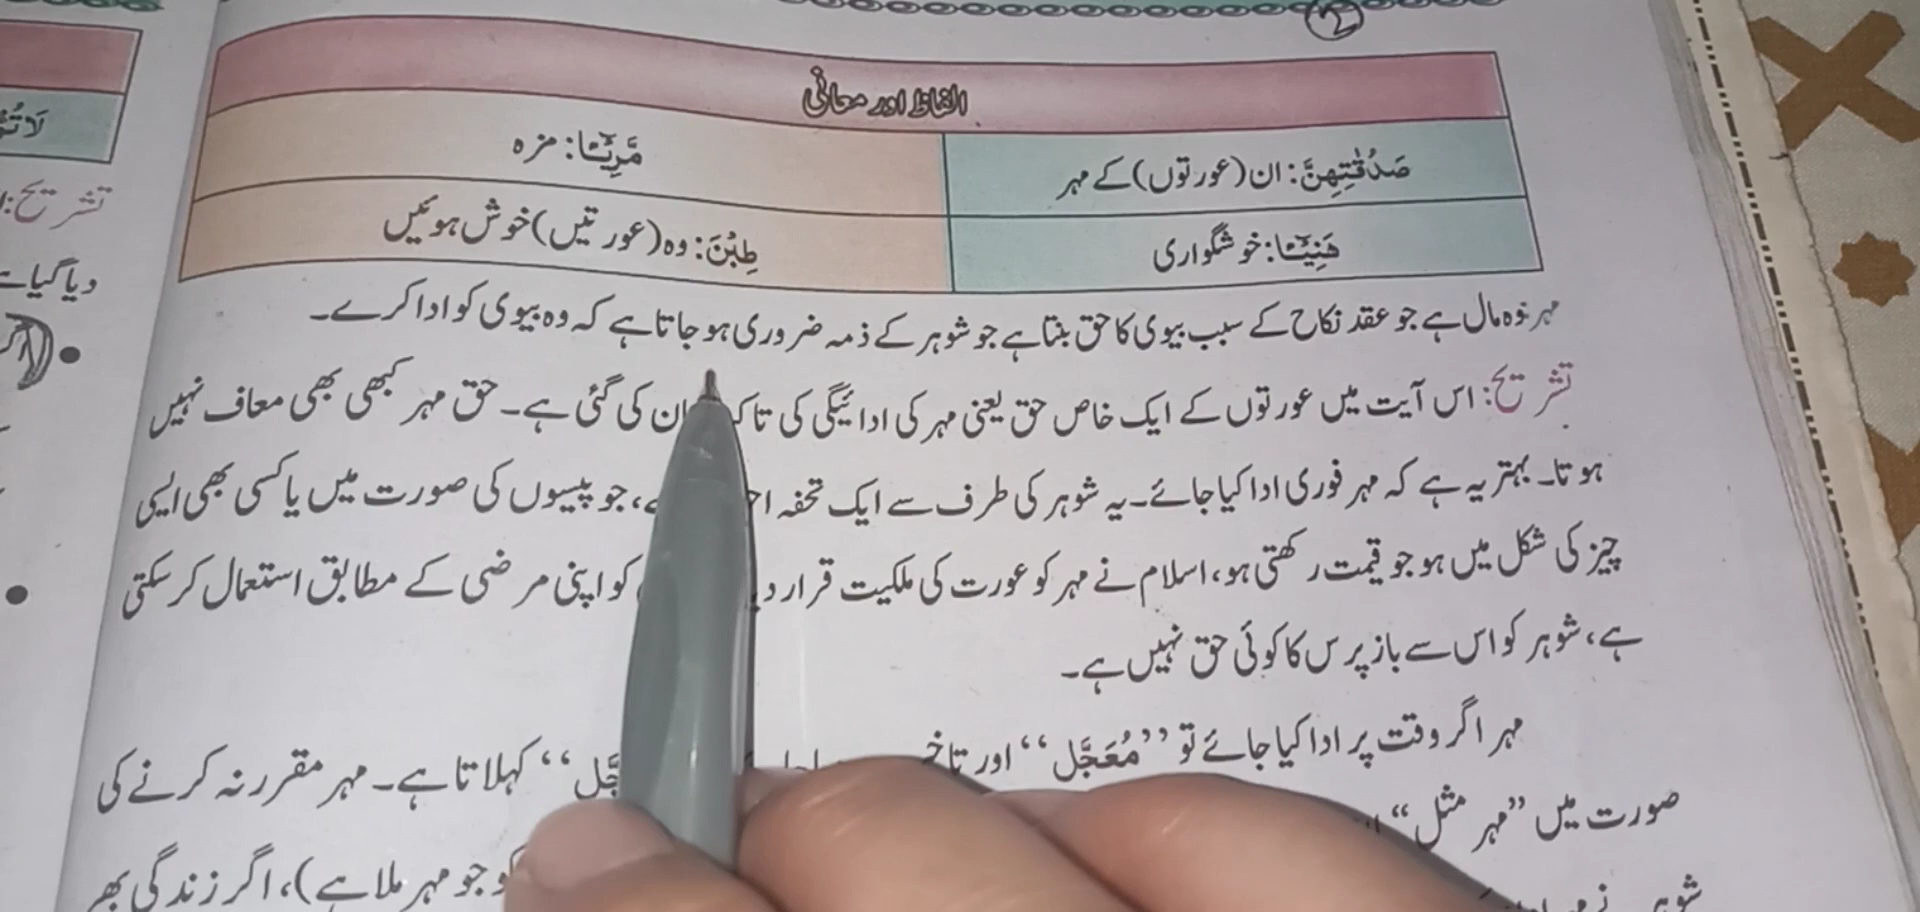 2
الفاظ اور معانی
صَدُقٰتِهِنَّ: ان (عورتوں) کے مہر
مَّرِيْٓـًٔا: مزہ
هَنِيْٓـًٔا: خوشگواری
طِبْنَ: وہ (عورتیں) خوش ہوئیں
مہر وہ مال ہے جو عقد نکاح کے سبب بیوی کا حق بنتا ہے جو شوہر کے ذمہ ضروری ہو جاتا ہے کہ وہ بیوی کو ادا کرے۔
تشریح: اس آیت میں عورتوں کے ایک خاص حق یعنی مہر کی ادائیگی کی کی گئی ہے۔ حق مہر کبھی بھی معاف نہیں
ہوتا۔ بہتر یہ ہے کہ مہر فوری ادا کیا جائے۔ یہ شوہر کی طرف سے ایک تحفہ ، جو پیسوں کی صورت میں یا کسی بھی ایسی
چیز کی شکل میں ہو جو قیمت رکھتی ہو، اسلام نے مہر کو عورت کی ملکیت قرار کو اپنی مرضی کے مطابق استعمال کر سکتی
ہے، شوہر کو اس سے باز پرس کا کوئی حق نہیں ہے۔
مہر اگر وقت پر ادا کیا جائے تو ”مُعَجَّل“ اور کہلاتا ہے۔ مہر مقرر نہ کرنے کی
صورت میں ”مہر مثل“
جو مہر ملا ہے)، اگر زندگی بھر
شوہر نے
تشریح:
دیا گیا ہے